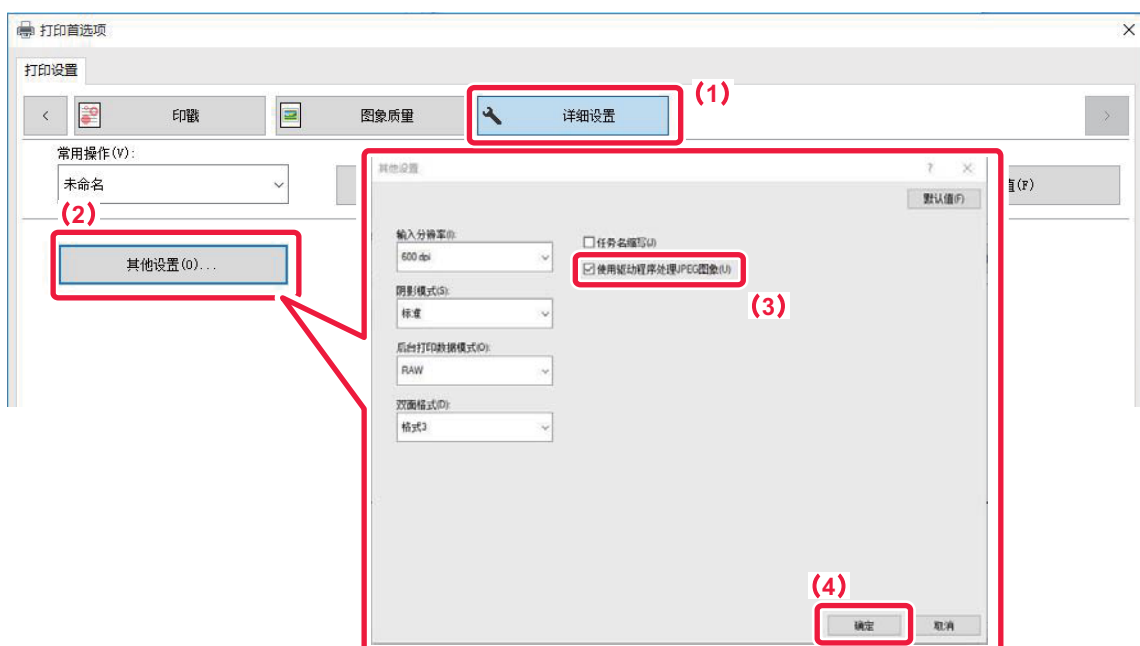 打印首选项
打印设置
(1)
印戳
图象质量
详细设置
常用操作(V):
未命名
值(F)
(2)
其他设置(O)...
其他设置
默认值(F)
输入分辨率(I):
600 dpi
任务名缩写(J)
使用驱动程序处理JPEG图象(U)
(3)
阴影模式(S):
标准
后台打印数据模式(O):
RAW
双面格式(D):
格式3
(4)
确定
取消